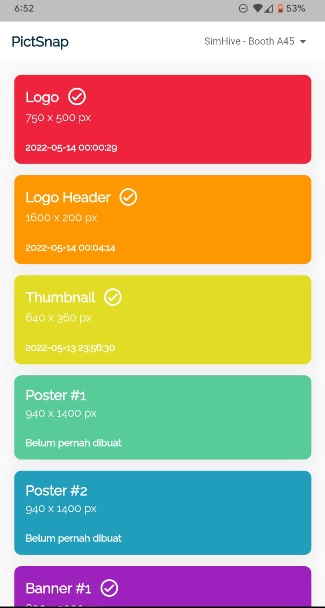 6:52 53%
PictSnap SimHive - Booth A45
Logo
750 x 500 px
2022-05-14 00:00:29
Logo Header
1600 x 200 px
2022-05-14 00:04:14
Thumbnail
640 x 360 px
2022-05-13 23:56:30
Poster #1
940 x 1400 px
Belum pernah dibuat
Poster #2
940 x 1400 px
Belum pernah dibuat
Banner #1